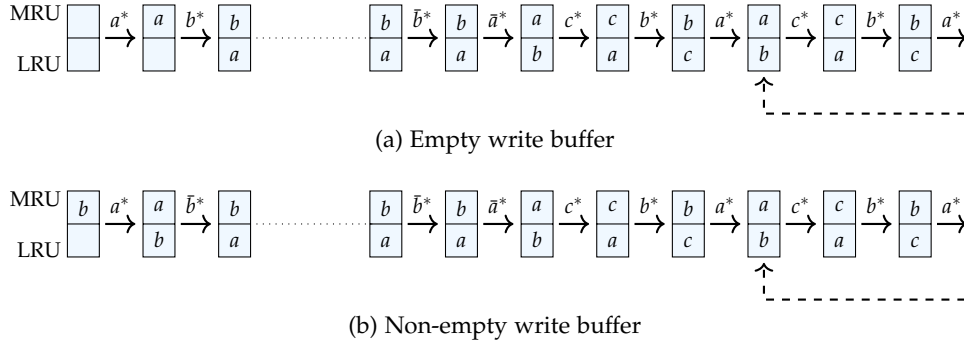 MRU a* b* b̄* ā* c* b* a* c* b* a*
a a b b b a c b a c b
LRU a a a b a c b a c
(a) Empty write buffer
MRU a* b̄* b̄* ā* c* b* a* c* b* a*
b a b b b a c b a c b
LRU b a a a b a c b a c
(b) Non-empty write buffer